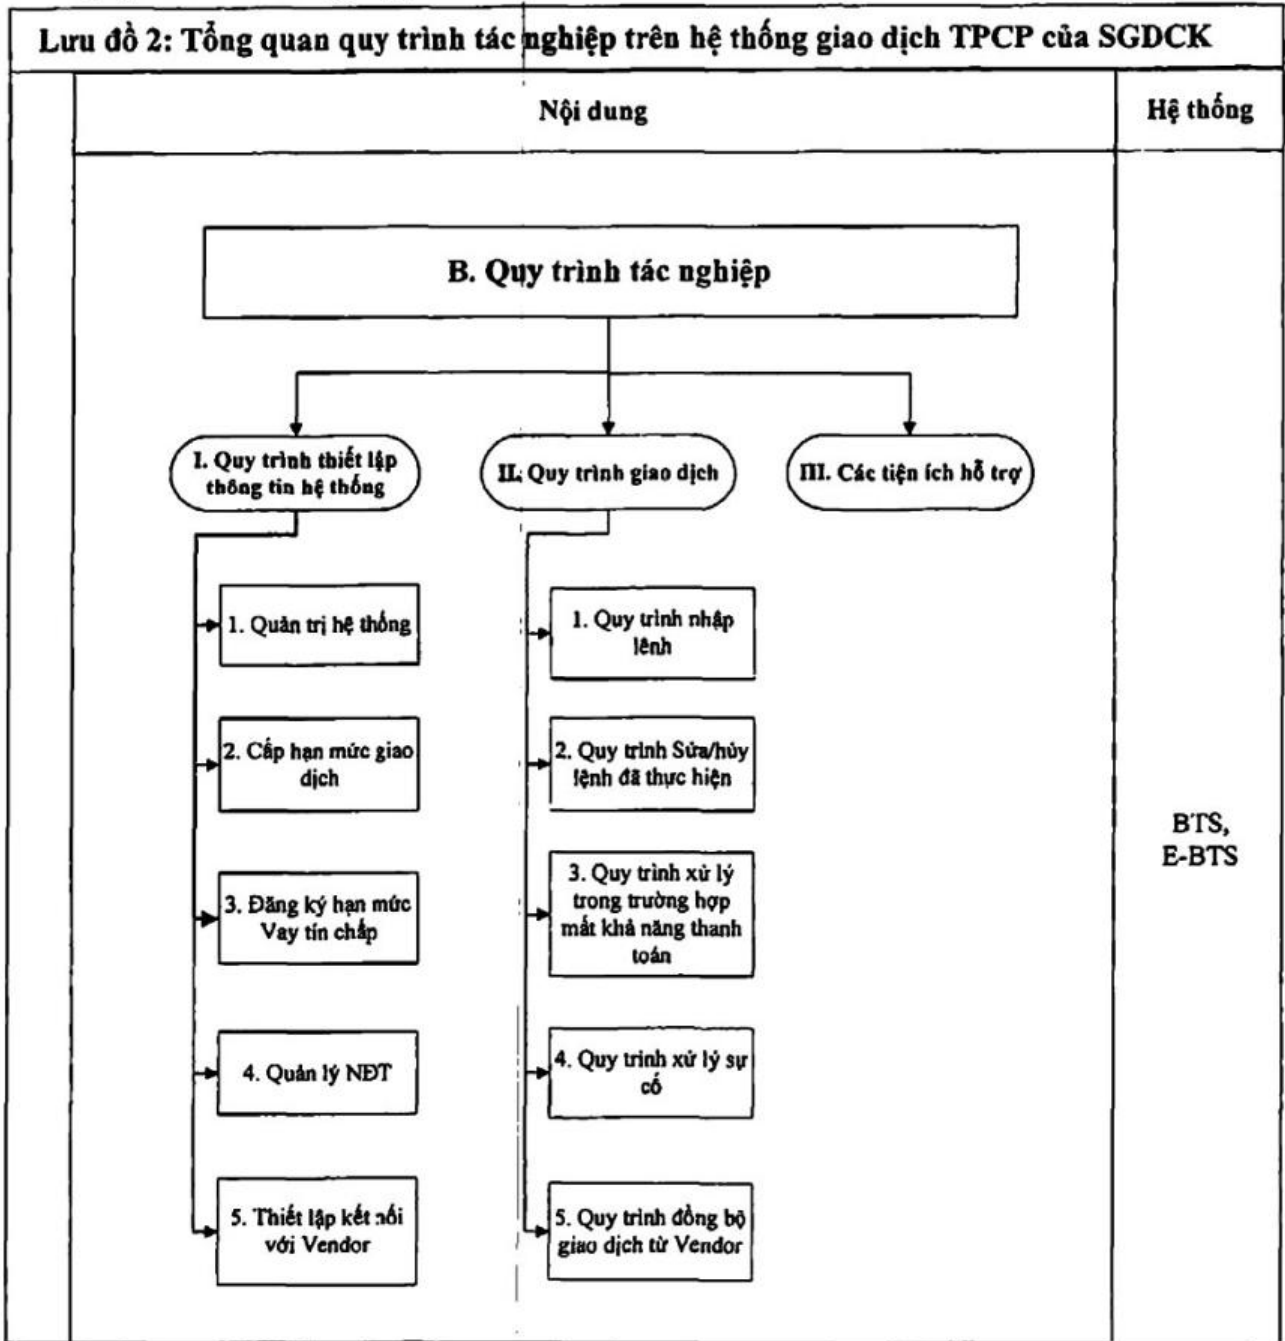 Lưu đồ 2: Tổng quan quy trình tác nghiệp trên hệ thống giao dịch TPCP của SGDCK
Nội dung
Hệ thống
B. Quy trình tác nghiệp
I. Quy trình thiết lập
thông tin hệ thống
II. Quy trình giao dịch
III. Các tiện ích hỗ trợ
1. Quản trị hệ thống
2. Cấp hạn mức giao
dịch
3. Đăng ký hạn mức
Vay tín chấp
4. Quản lý NĐT
5. Thiết lập kết nối
với Vendor
1. Quy trình nhập
lệnh
2. Quy trình Sửa/hủy
lệnh đã thực hiện
3. Quy trình xử lý
trong trường hợp
mất khả năng thanh
toán
4. Quy trình xử lý sự
cố
5. Quy trình đồng bộ
giao dịch từ Vendor
BTS,
E-BTS